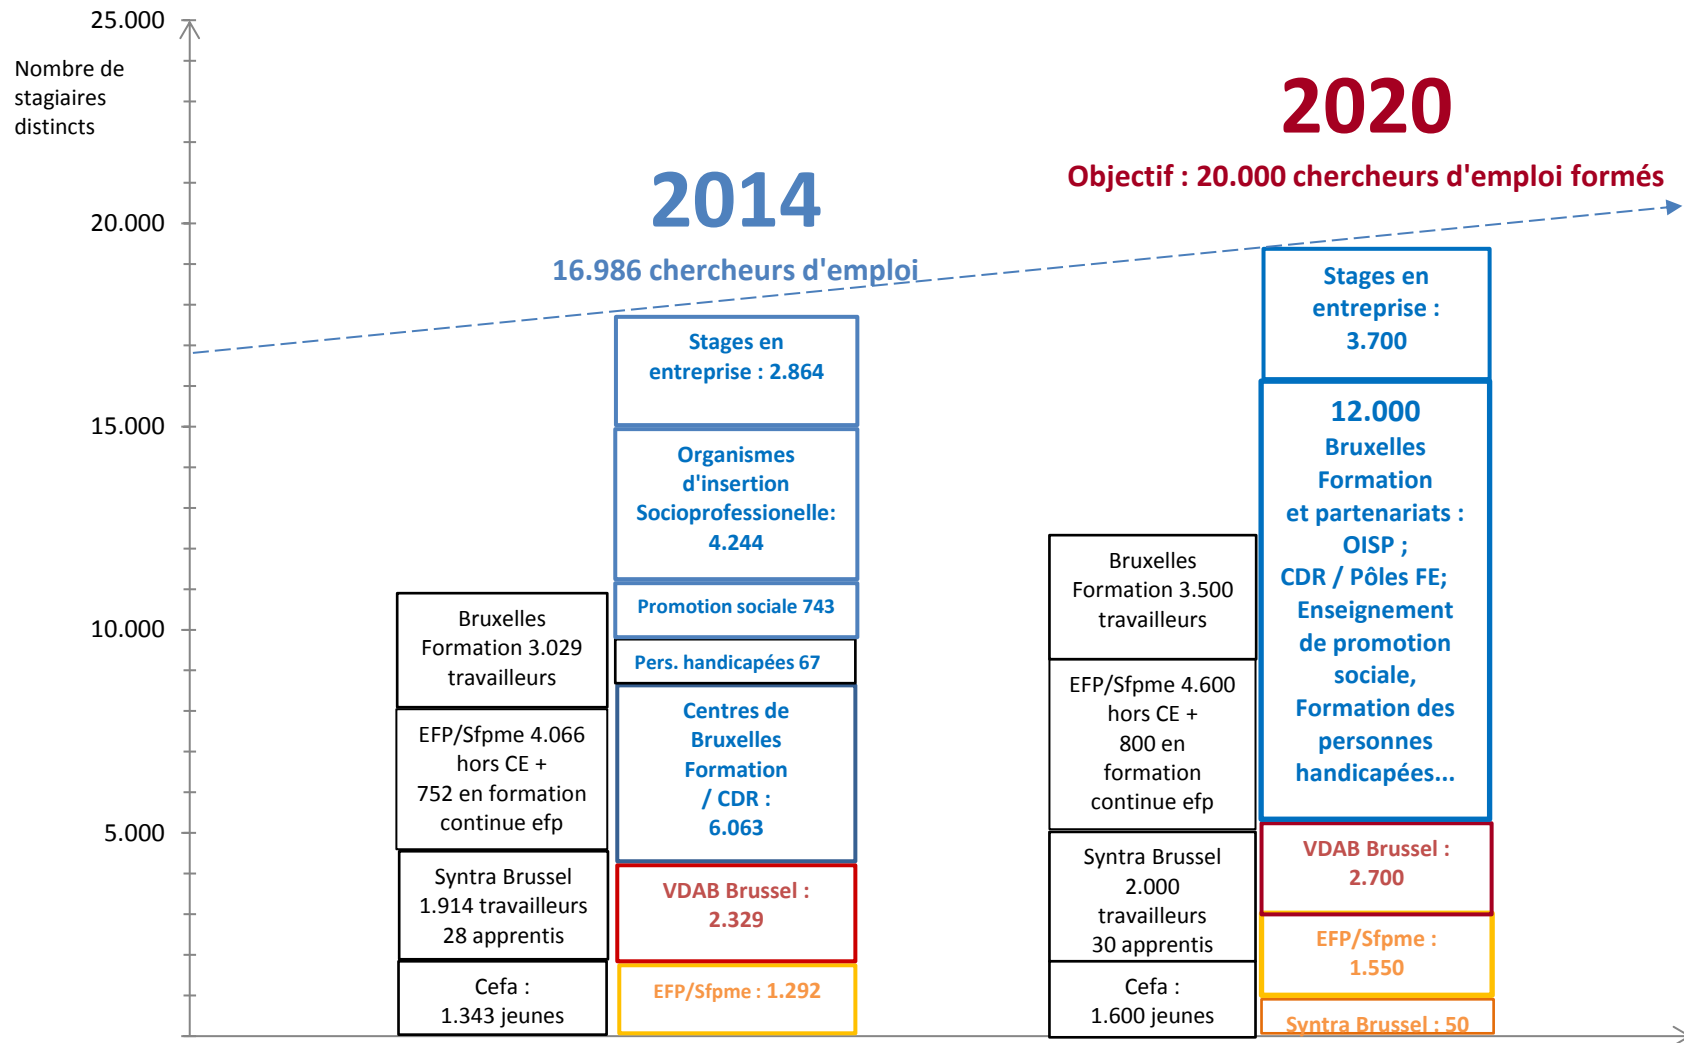 25.000
Nombre de
stagiaires
distincts
20.000
15.000
10.000
5.000
2014
16.986 chercheurs d'emploi
2020
Objectif : 20.000 chercheurs d'emploi formés
Bruxelles
Formation 3.029
travailleurs
EFP/Sfpme 4.066
hors CE +
752 en formation
continue efp
Syntra Brussel
1.914 travailleurs
28 apprentis
Cefa :
1.343 jeunes
Stages en
entreprise : 2.864
Organismes
d'insertion
Socioprofessionelle:
4.244
Promotion sociale 743
Pers. handicapées 67
Centres de
Bruxelles
Formation
/ CDR :
6.063
VDAB Brussel :
2.329
EFP/Sfpme : 1.292
Bruxelles
Formation 3.500
travailleurs
EFP/Sfpme 4.600
hors CE +
800 en
formation
continue efp
Syntra Brussel
2.000
travailleurs
30 apprentis
Cefa :
1.600 jeunes
Stages en
entreprise :
3.700
12.000
Bruxelles
Formation
et partenariats :
OISP ;
CDR / Pôles FE;
Enseignement
de promotion
sociale,
Formation des
personnes
handicapées...
VDAB Brussel :
2.700
EFP/Sfpme :
1.550
Syntra Brussel : 50